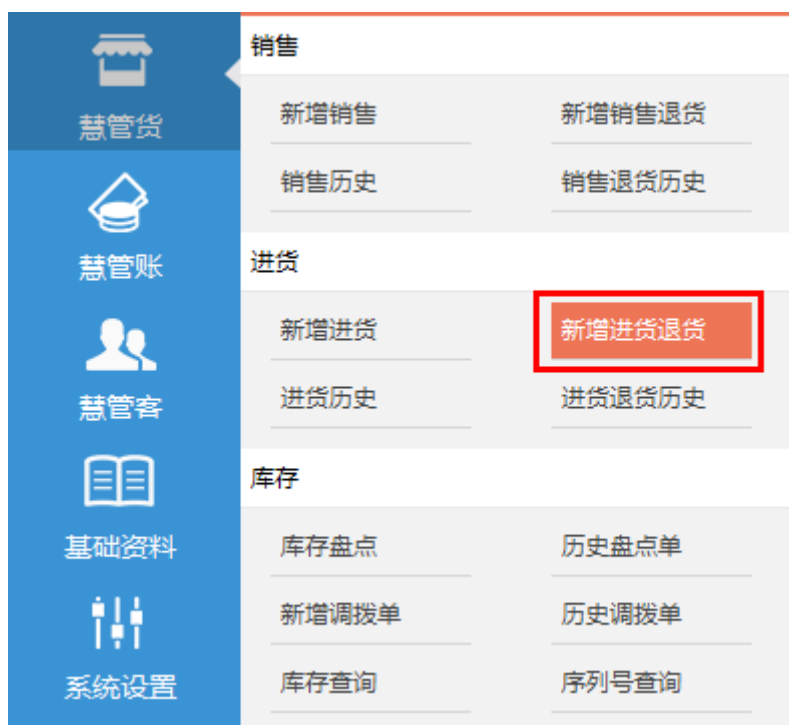 慧管货
慧管账
慧管客
基础资料
系统设置
销售
新增销售 新增销售退货
销售历史 销售退货历史
进货
新增进货 新增进货退货
进货历史 进货退货历史
库存
库存盘点 历史盘点单
新增调拨单 历史调拨单
库存查询 序列号查询